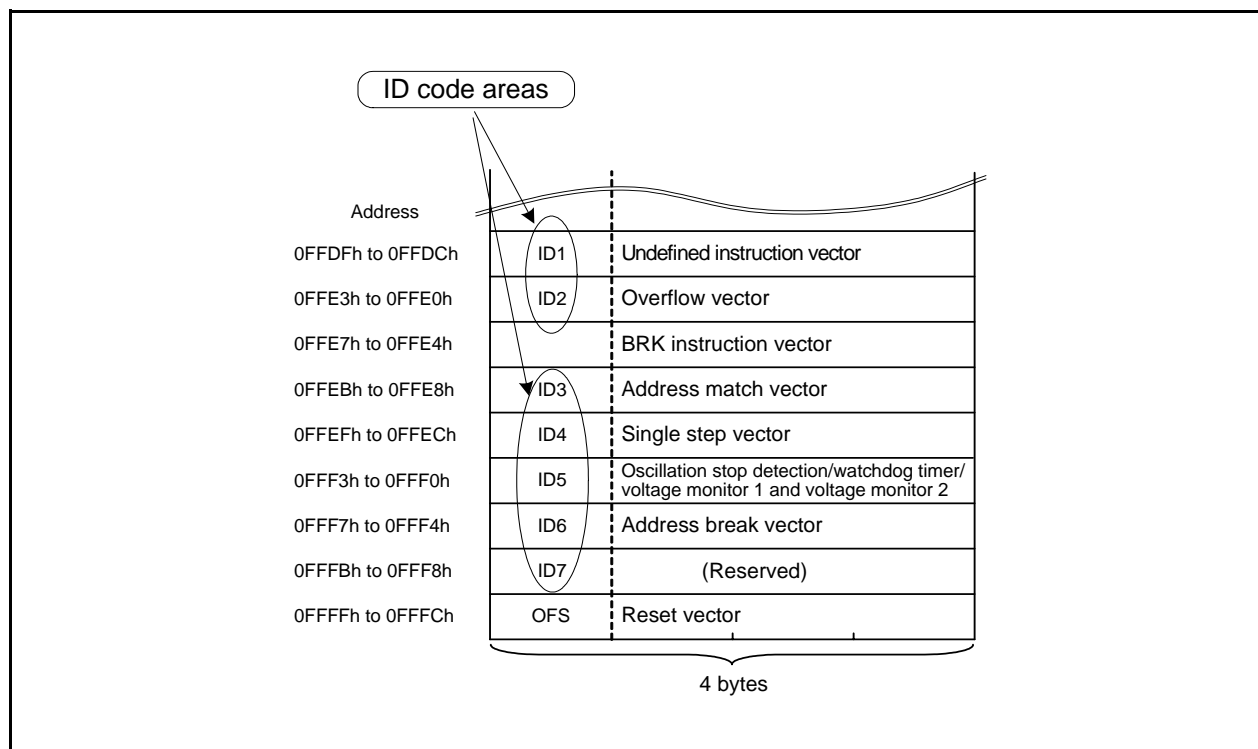 ID code areas
Address
0FFDFh to 0FFDCh ID1 Undefined instruction vector
0FFE3h to 0FFE0h ID2 Overflow vector
0FFE7h to 0FFE4h BRK instruction vector
0FFEBh to 0FFE8h ID3 Address match vector
0FFEFh to 0FFECh ID4 Single step vector
0FFF3h to 0FFF0h ID5 Oscillation stop detection/watchdog timer/
voltage monitor 1 and voltage monitor 2
0FFF7h to 0FFF4h ID6 Address break vector
0FFFBh to 0FFF8h ID7 (Reserved)
0FFFFh to 0FFFCh OFS Reset vector
4 bytes